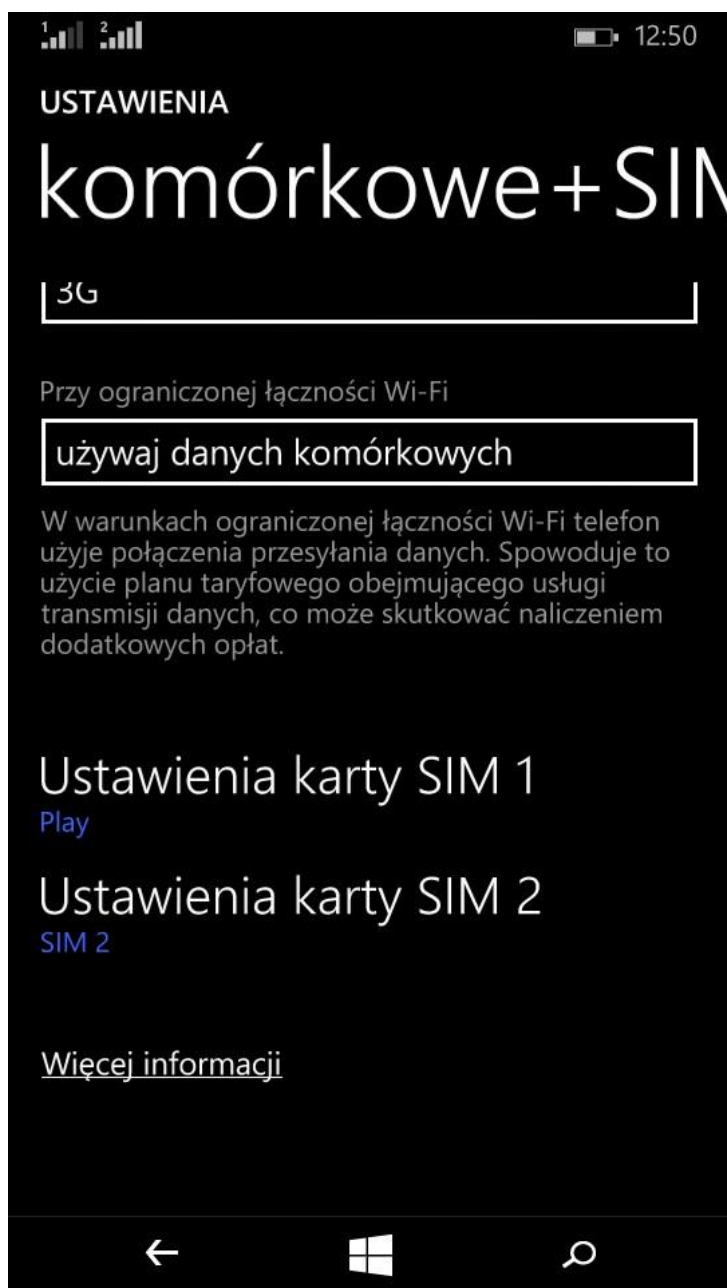 1 2 12:50
USTAWIENIA
komórkowe+SIM
3G
Przy ograniczonej łączności Wi-Fi
używaj danych komórkowych
W warunkach ograniczonej łączności Wi-Fi telefon
użyje połączenia przesyłania danych. Spowoduje to
użycie planu taryfowego obejmującego usługi
transmisji danych, co może skutkować naliczeniem
dodatkowych opłat.
Ustawienia karty SIM 1
Play
Ustawienia karty SIM 2
SIM 2
Więcej informacji